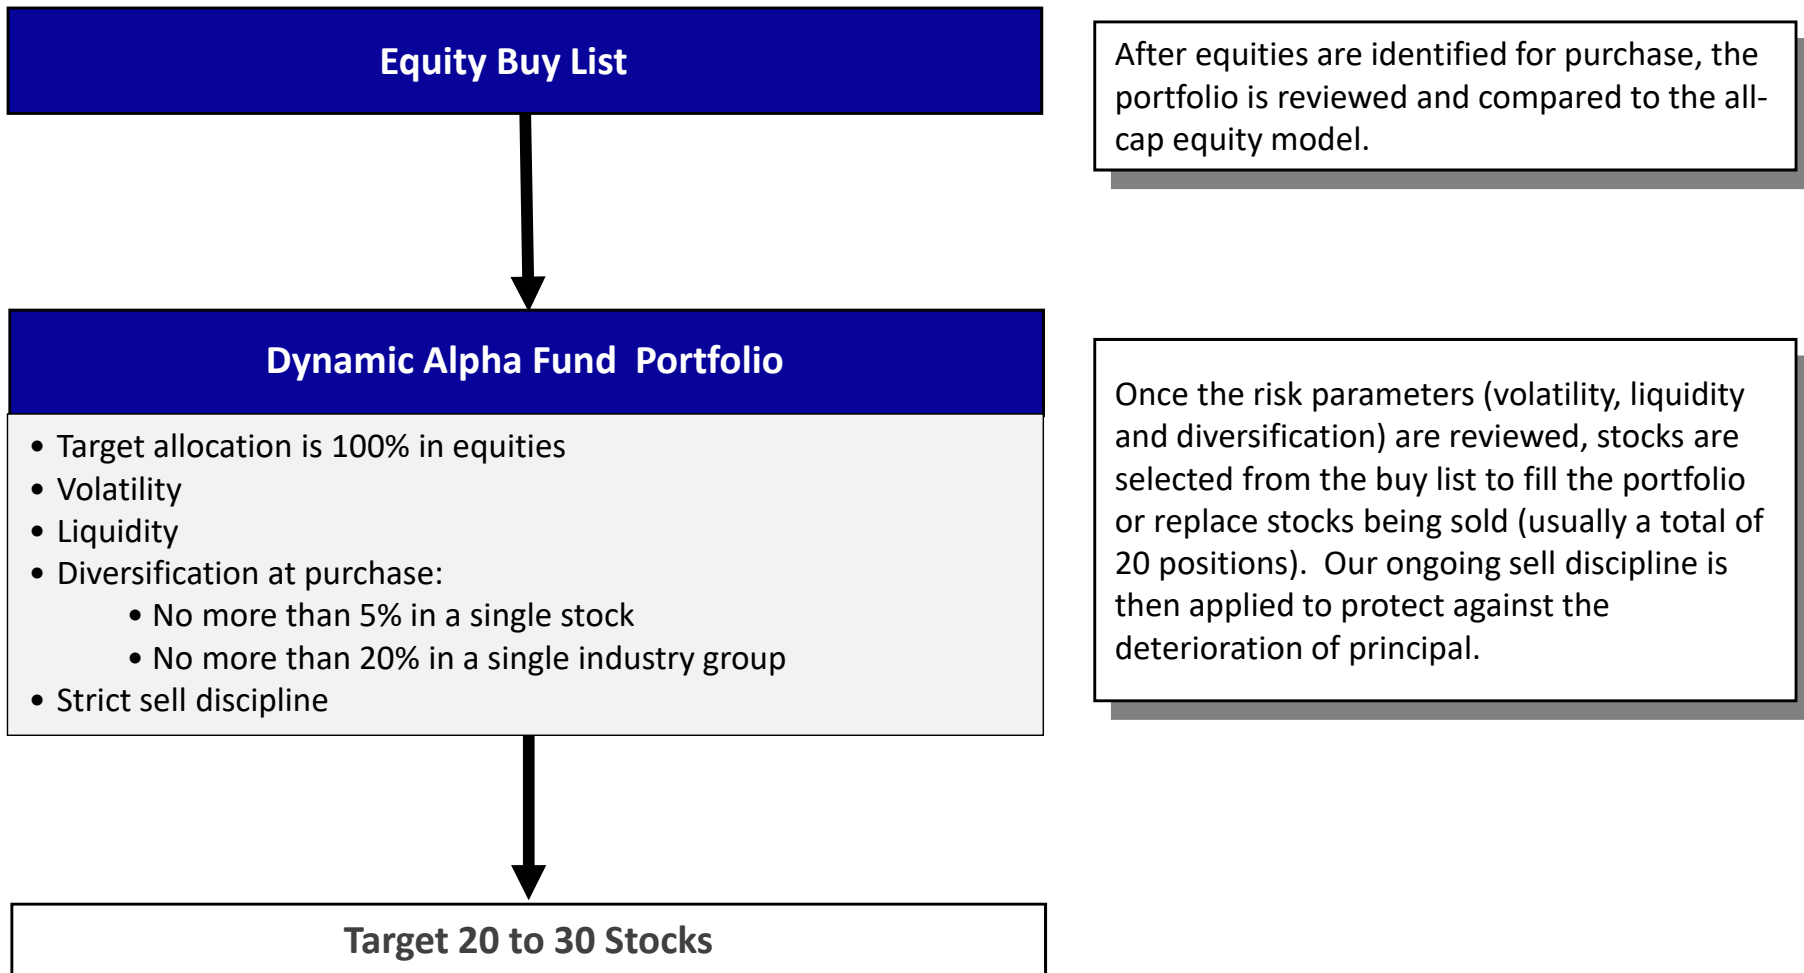 Equity Buy List
After equities are identified for purchase, the
portfolio is reviewed and compared to the all-
cap equity model.
Dynamic Alpha Fund  Portfolio
• Target allocation is 100% in equities
• Volatility
• Liquidity
• Diversification at purchase:
• No more than 5% in a single stock
• No more than 20% in a single industry group
• Strict sell discipline
Once the risk parameters (volatility, liquidity
and diversification) are reviewed, stocks are
selected from the buy list to fill the portfolio
or replace stocks being sold (usually a total of
20 positions).  Our ongoing sell discipline is
then applied to protect against the
deterioration of principal.
Target 20 to 30 Stocks